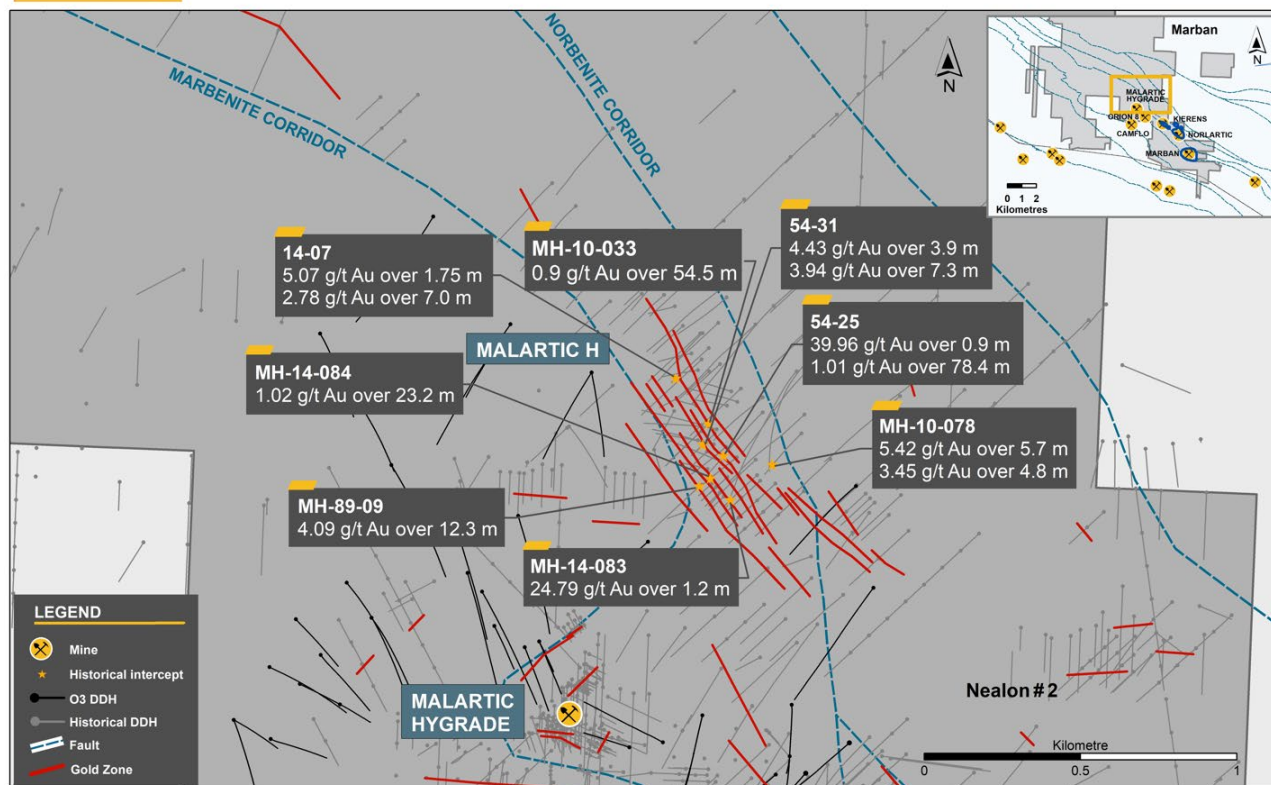 MARBENITE CORRIDOR
NORBENITE CORRIDOR
N
Marban
N
MALARTIC
HYGRADE
ORION 8
KIERENS
CAMFLO
NORLARTIC
MARBAN
0 1 2
Kilometres
14-07
5.07 g/t Au over 1.75 m
2.78 g/t Au over 7.0 m
MH-10-033
0.9 g/t Au over 54.5 m
54-31
4.43 g/t Au over 3.9 m
3.94 g/t Au over 7.3 m
54-25
39.96 g/t Au over 0.9 m
1.01 g/t Au over 78.4 m
MALARTIC H
MH-14-084
1.02 g/t Au over 23.2 m
MH-10-078
5.42 g/t Au over 5.7 m
3.45 g/t Au over 4.8 m
MH-89-09
4.09 g/t Au over 12.3 m
MH-14-083
24.79 g/t Au over 1.2 m
LEGEND
Mine
Historical intercept
O3 DDH
Historical DDH
Fault
Gold Zone
MALARTIC
HYGRADE
Nealon # 2
Kilometre
0 0.5 1